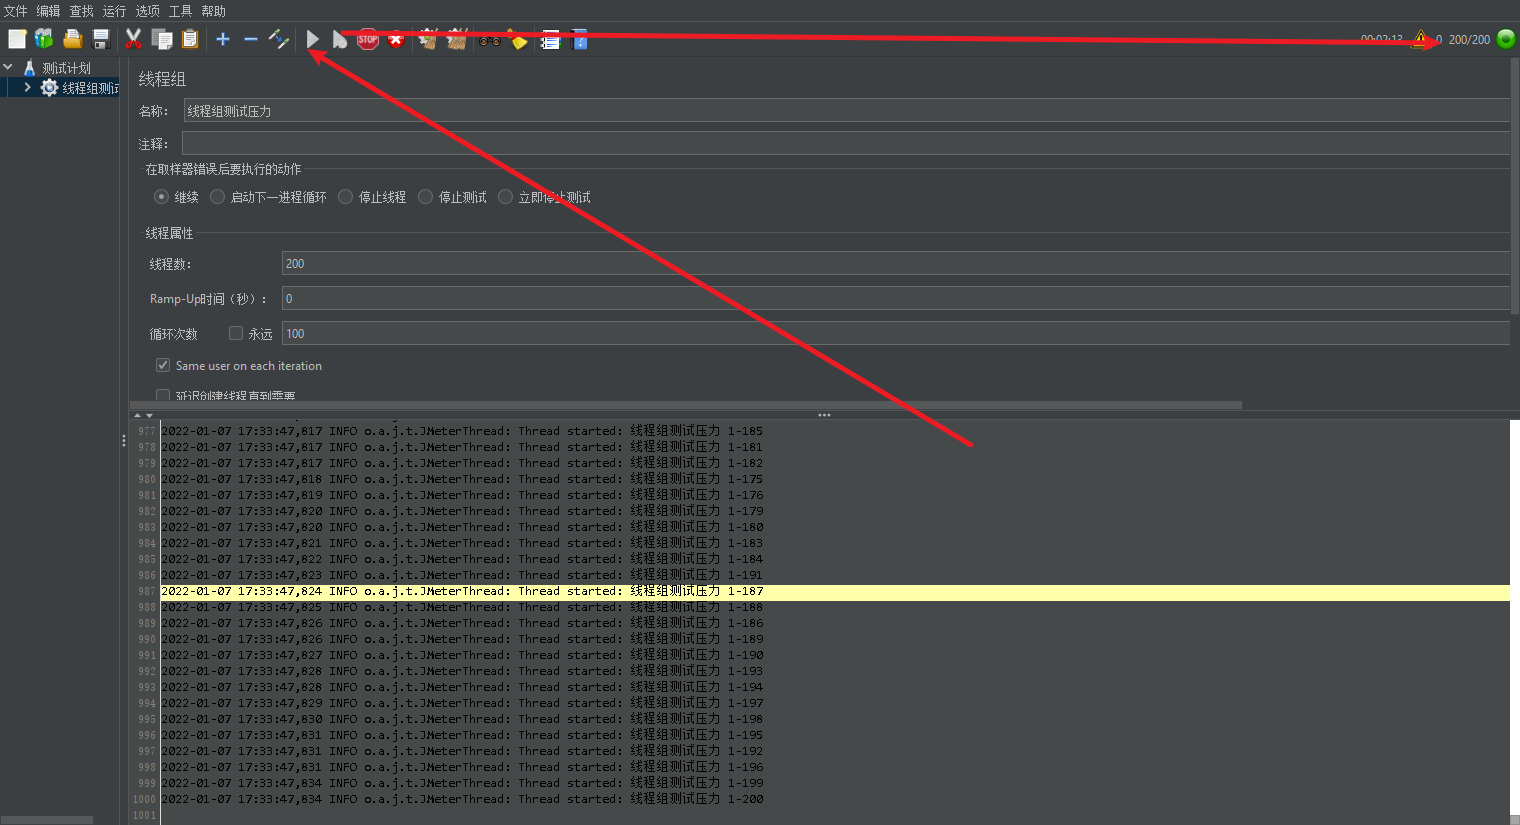 文件 编辑 查找 运行 选项 工具 帮助
STOP
00:02:13 0 200/200
测试计划
线程组测试
线程组
名称： 线程组测试压力
注释：
在取样器错误后要执行的动作
继续 启动下一进程循环 停止线程 停止测试 立即停止测试
线程属性
线程数： 200
Ramp-Up时间（秒）： 0
循环次数 永远 100
Same user on each iteration
延迟创建线程直到需要
977 2022-01-07 17:33:47,817 INFO o.a.j.t.JMeterThread: Thread started: 线程组测试压力 1-185
978 2022-01-07 17:33:47,817 INFO o.a.j.t.JMeterThread: Thread started: 线程组测试压力 1-181
979 2022-01-07 17:33:47,817 INFO o.a.j.t.JMeterThread: Thread started: 线程组测试压力 1-182
980 2022-01-07 17:33:47,818 INFO o.a.j.t.JMeterThread: Thread started: 线程组测试压力 1-175
981 2022-01-07 17:33:47,819 INFO o.a.j.t.JMeterThread: Thread started: 线程组测试压力 1-176
982 2022-01-07 17:33:47,820 INFO o.a.j.t.JMeterThread: Thread started: 线程组测试压力 1-179
983 2022-01-07 17:33:47,820 INFO o.a.j.t.JMeterThread: Thread started: 线程组测试压力 1-180
984 2022-01-07 17:33:47,821 INFO o.a.j.t.JMeterThread: Thread started: 线程组测试压力 1-183
985 2022-01-07 17:33:47,822 INFO o.a.j.t.JMeterThread: Thread started: 线程组测试压力 1-184
986 2022-01-07 17:33:47,823 INFO o.a.j.t.JMeterThread: Thread started: 线程组测试压力 1-191
987 2022-01-07 17:33:47,824 INFO o.a.j.t.JMeterThread: Thread started: 线程组测试压力 1-187
988 2022-01-07 17:33:47,825 INFO o.a.j.t.JMeterThread: Thread started: 线程组测试压力 1-188
989 2022-01-07 17:33:47,826 INFO o.a.j.t.JMeterThread: Thread started: 线程组测试压力 1-186
990 2022-01-07 17:33:47,826 INFO o.a.j.t.JMeterThread: Thread started: 线程组测试压力 1-189
991 2022-01-07 17:33:47,827 INFO o.a.j.t.JMeterThread: Thread started: 线程组测试压力 1-190
992 2022-01-07 17:33:47,828 INFO o.a.j.t.JMeterThread: Thread started: 线程组测试压力 1-193
993 2022-01-07 17:33:47,828 INFO o.a.j.t.JMeterThread: Thread started: 线程组测试压力 1-194
994 2022-01-07 17:33:47,829 INFO o.a.j.t.JMeterThread: Thread started: 线程组测试压力 1-197
995 2022-01-07 17:33:47,830 INFO o.a.j.t.JMeterThread: Thread started: 线程组测试压力 1-198
996 2022-01-07 17:33:47,831 INFO o.a.j.t.JMeterThread: Thread started: 线程组测试压力 1-195
997 2022-01-07 17:33:47,831 INFO o.a.j.t.JMeterThread: Thread started: 线程组测试压力 1-192
998 2022-01-07 17:33:47,831 INFO o.a.j.t.JMeterThread: Thread started: 线程组测试压力 1-196
999 2022-01-07 17:33:47,834 INFO o.a.j.t.JMeterThread: Thread started: 线程组测试压力 1-199
1000 2022-01-07 17:33:47,834 INFO o.a.j.t.JMeterThread: Thread started: 线程组测试压力 1-200
1001